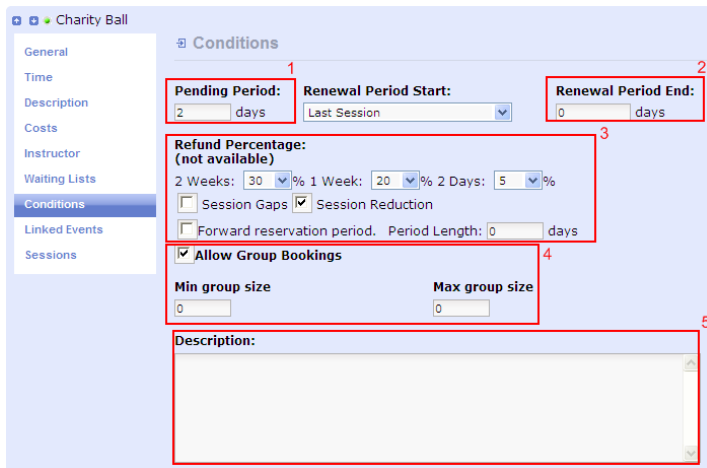 Charity Ball
General
Time
Description
Costs
Instructor
Waiting Lists
Conditions
Linked Events
Sessions
Conditions
1
2
Pending Period: Renewal Period Start: Renewal Period End:
2 days Last Session 0 days
3
Refund Percentage:
(not available)
2 Weeks: 30 % 1 Week: 20 % 2 Days: 5 %
Session Gaps Session Reduction
Forward reservation period. Period Length: 0 days
4
Allow Group Bookings
Min group size Max group size
0 0
5
Description: